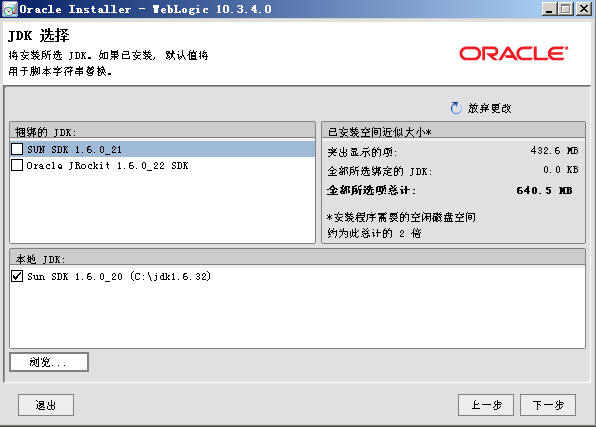 Oracle Installer - WebLogic 10.3.4.0
JDK 选择
将安装所选 JDK。如果已安装, 默认值将
用于脚本字符串替换。
ORACLE
放弃更改
捆绑的 JDK:
SUN SDK 1.6.0_21
Oracle JRockit 1.6.0_22 SDK
已安装空间近似大小*
突出显示的项: 432.6 MB
全部所选绑定的 JDK: 0.0 KB
全部所选项总计: 640.5 MB
*安装程序需要的空闲磁盘空间
约为此总计的 2 倍
本地 JDK:
Sun SDK 1.6.0_20 (C:\jdk1.6.32)
浏览...
退出
上一步
下一步